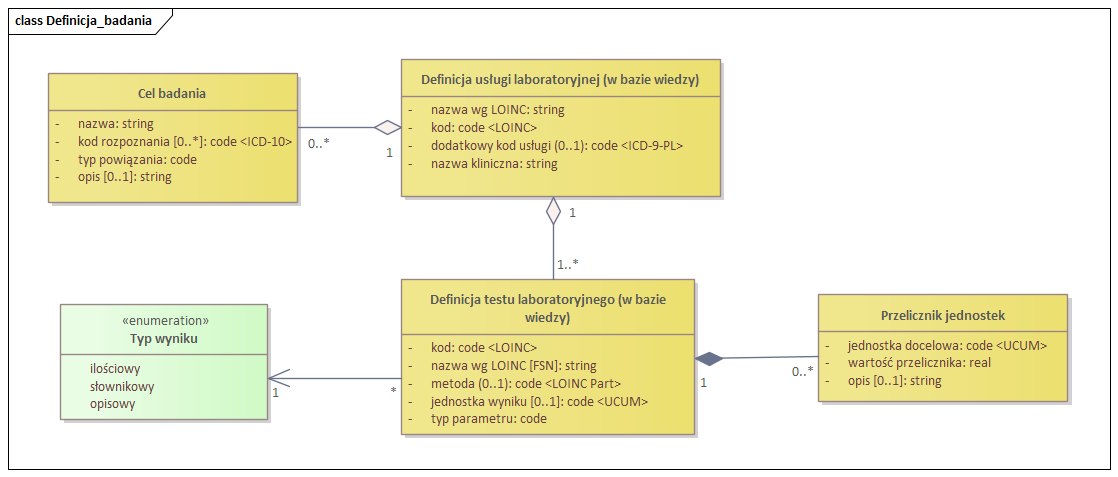 class Definicja_badania
Cel badania
- nazwa: string
- kod rozpoznania [0..*]: code <ICD-10>
- typ powiązania: code
- opis [0..1]: string
0..*
1
Definicja usługi laboratoryjnej (w bazie wiedzy)
- nazwa wg LOINC: string
- kod: code <LOINC>
- dodatkowy kod usługi (0..1): code <ICD-9-PL>
- nazwa kliniczna: string
1
1..*
«enumeration»
Typ wyniku
ilościowy
słownikowy
opisowy
1
*
Definicja testu laboratoryjnego (w bazie
wiedzy)
- kod: code <LOINC>
- nazwa wg LOINC [FSN]: string
- metoda (0..1): code <LOINC Part>
- jednostka wyniku [0..1]: code <UCUM>
- typ parametru: code
1
0..*
Przelicznik jednostek
- jednostka docelowa: code <UCUM>
- wartość przelicznika: real
- opis [0..1]: string